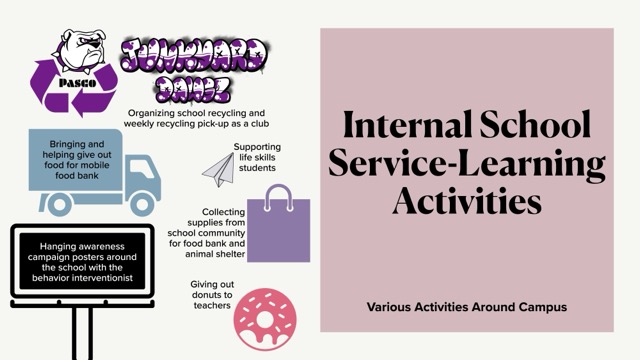 PASCO
JUNKYARD
DAWGZ
Organizing school recycling and
weekly recycling pick-up as a club
Bringing and
helping give out
food for mobile
food bank
Supporting
life skills
students
Collecting
supplies from
school community
for food bank and
animal shelter
Hanging awareness
campaign posters around
the school with the
behavior interventionist
Giving out
donuts to
teachers
Internal School
Service-Learning
Activities
Various Activities Around Campus